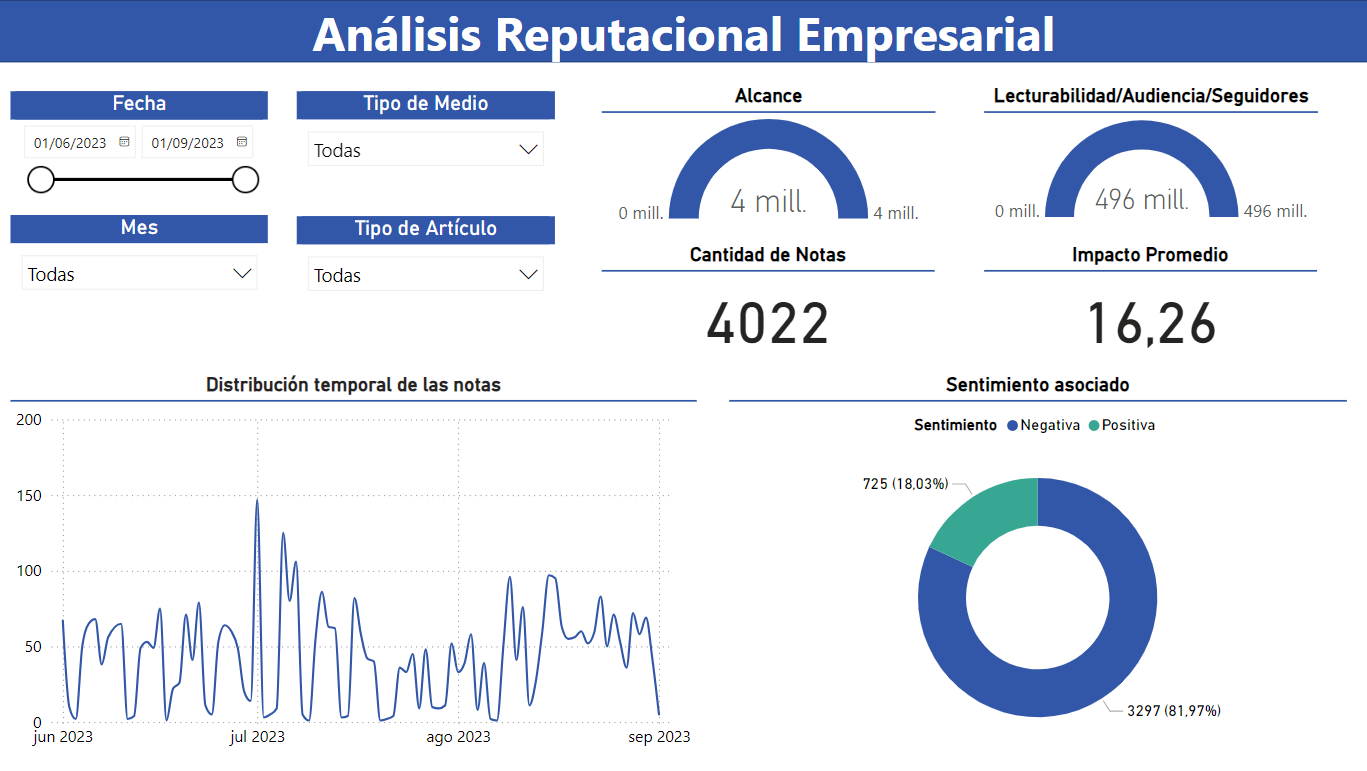 Análisis Reputacional Empresarial
Fecha
01/06/2023 01/09/2023
Mes
Todas
Tipo de Medio
Todas
Tipo de Artículo
Todas
Alcance
4 mill.
0 mill. 4 mill.
Lecturabilidad/Audiencia/Seguidores
496 mill.
0 mill. 496 mill.
Cantidad de Notas
4022
Impacto Promedio
16,26
Distribución temporal de las notas
200
150
100
50
0
jun 2023 jul 2023 ago 2023 sep 2023
Sentimiento asociado
Sentimiento Negativa Positiva
725 (18,03%)
3297 (81,97%)